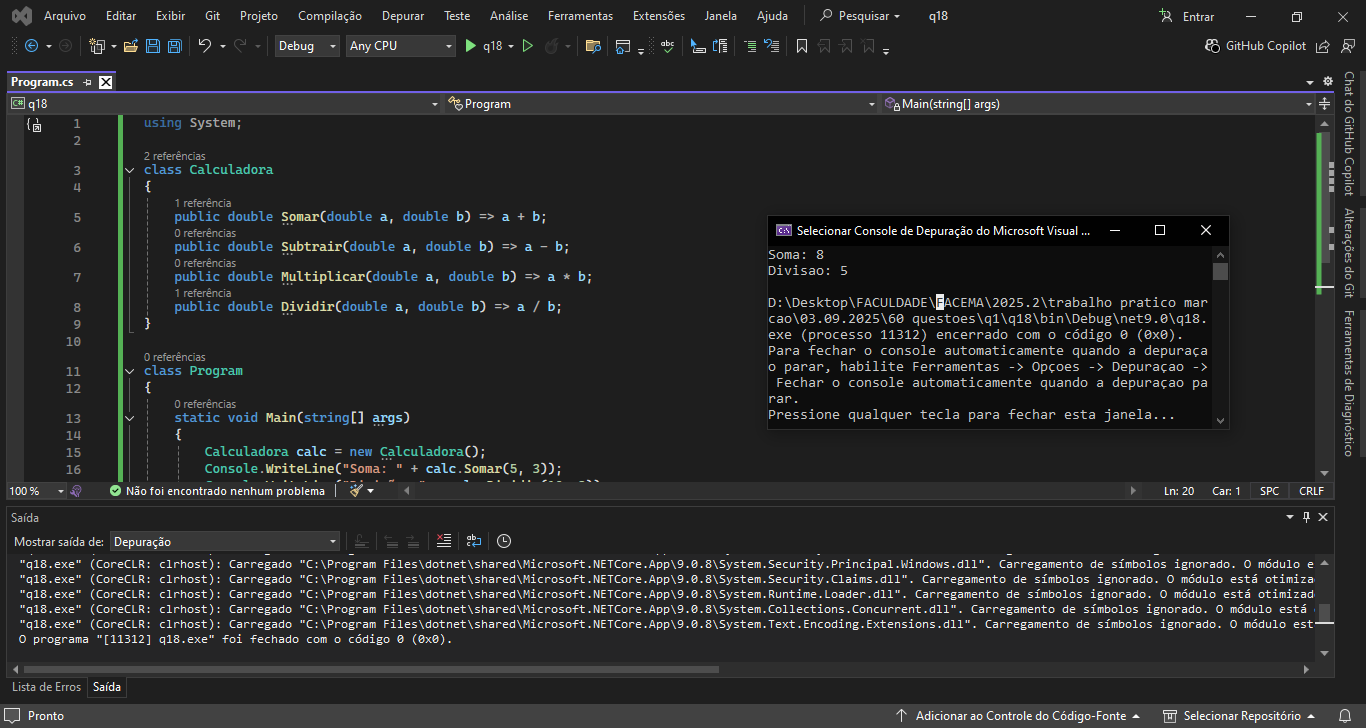 Arquivo Editar Exibir Git Projeto Compilação Depurar Teste Análise Ferramentas Extensões Janela Ajuda Pesquisar q18 Entrar
Debug Any CPU q18 GitHub Copilot
Program.cs
q18 Program Main(string[] args)
1 using System;
2
2 referências
3 class Calculadora
4 {
1 referência
5 public double Somar(double a, double b) => a + b;
0 referências
6 public double Subtrair(double a, double b) => a - b;
0 referências
7 public double Multiplicar(double a, double b) => a * b;
1 referência
8 public double Dividir(double a, double b) => a / b;
9 }
10
0 referências
11 class Program
12 {
0 referências
13 static void Main(string[] args)
14 {
15 Calculadora calc = new Calculadora();
16 Console.WriteLine("Soma: " + calc.Somar(5, 3));
Selecionar Console de Depuração do Microsoft Visual ...
Soma: 8
Divisao: 5
D:\Desktop\FACULDADE\FACEMA\2025.2\trabalho pratico mar
cao\03.09.2025\60 questoes\q1\q18\bin\Debug\net9.0\q18.
exe (processo 11312) encerrado com o código 0 (0x0).
Para fechar o console automaticamente quando a depuraça
o parar, habilite Ferramentas -> Opçoes -> Depuraçao ->
Fechar o console automaticamente quando a depuraçao pa
rar.
Pressione qualquer tecla para fechar esta janela...
Chat do GitHub Copilot
Alterações do Git
Ferramentas de Diagnóstico
100 % Não foi encontrado nenhum problema Ln: 20 Car: 1 SPC CRLF
Saída
Mostrar saída de: Depuração
"q18.exe" (CoreCLR: clrhost): Carregado "C:\Program Files\dotnet\shared\Microsoft.NETCore.App\9.0.8\System.Security.Principal.Windows.dll". Carregamento de símbolos ignorado. O módulo e
"q18.exe" (CoreCLR: clrhost): Carregado "C:\Program Files\dotnet\shared\Microsoft.NETCore.App\9.0.8\System.Security.Claims.dll". Carregamento de símbolos ignorado. O módulo está otimiza
"q18.exe" (CoreCLR: clrhost): Carregado "C:\Program Files\dotnet\shared\Microsoft.NETCore.App\9.0.8\System.Runtime.Loader.dll". Carregamento de símbolos ignorado. O módulo está otimizad
"q18.exe" (CoreCLR: clrhost): Carregado "C:\Program Files\dotnet\shared\Microsoft.NETCore.App\9.0.8\System.Collections.Concurrent.dll". Carregamento de símbolos ignorado. O módulo está
"q18.exe" (CoreCLR: clrhost): Carregado "C:\Program Files\dotnet\shared\Microsoft.NETCore.App\9.0.8\System.Text.Encoding.Extensions.dll". Carregamento de símbolos ignorado. O módulo est
O programa "[11312] q18.exe" foi fechado com o código 0 (0x0).
Lista de Erros Saída
Pronto Adicionar ao Controle do Código-Fonte Selecionar Repositório